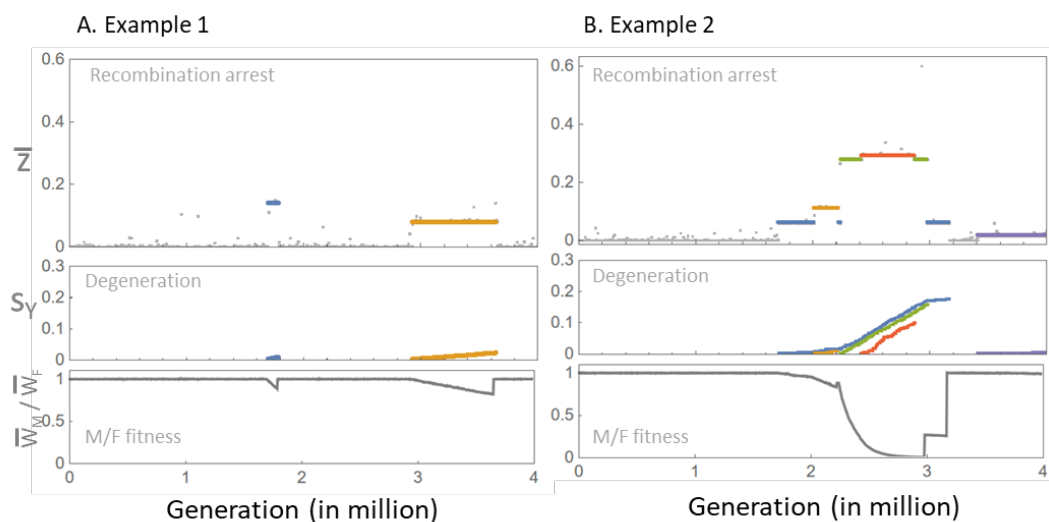 A. Example 1
Recombination arrest
0.6
0.4
0.2
0
Z̅
Degeneration
0.3
0.2
0.1
0
S_Y
1
0.5
0
W̅_M / W̅_F
M/F fitness
0 1 2 3 4
Generation (in million)
B. Example 2
Recombination arrest
0.6
0.4
0.2
0
Degeneration
0.2
0.1
0
1
0.5
0
M/F fitness
0 1 2 3 4
Generation (in million)